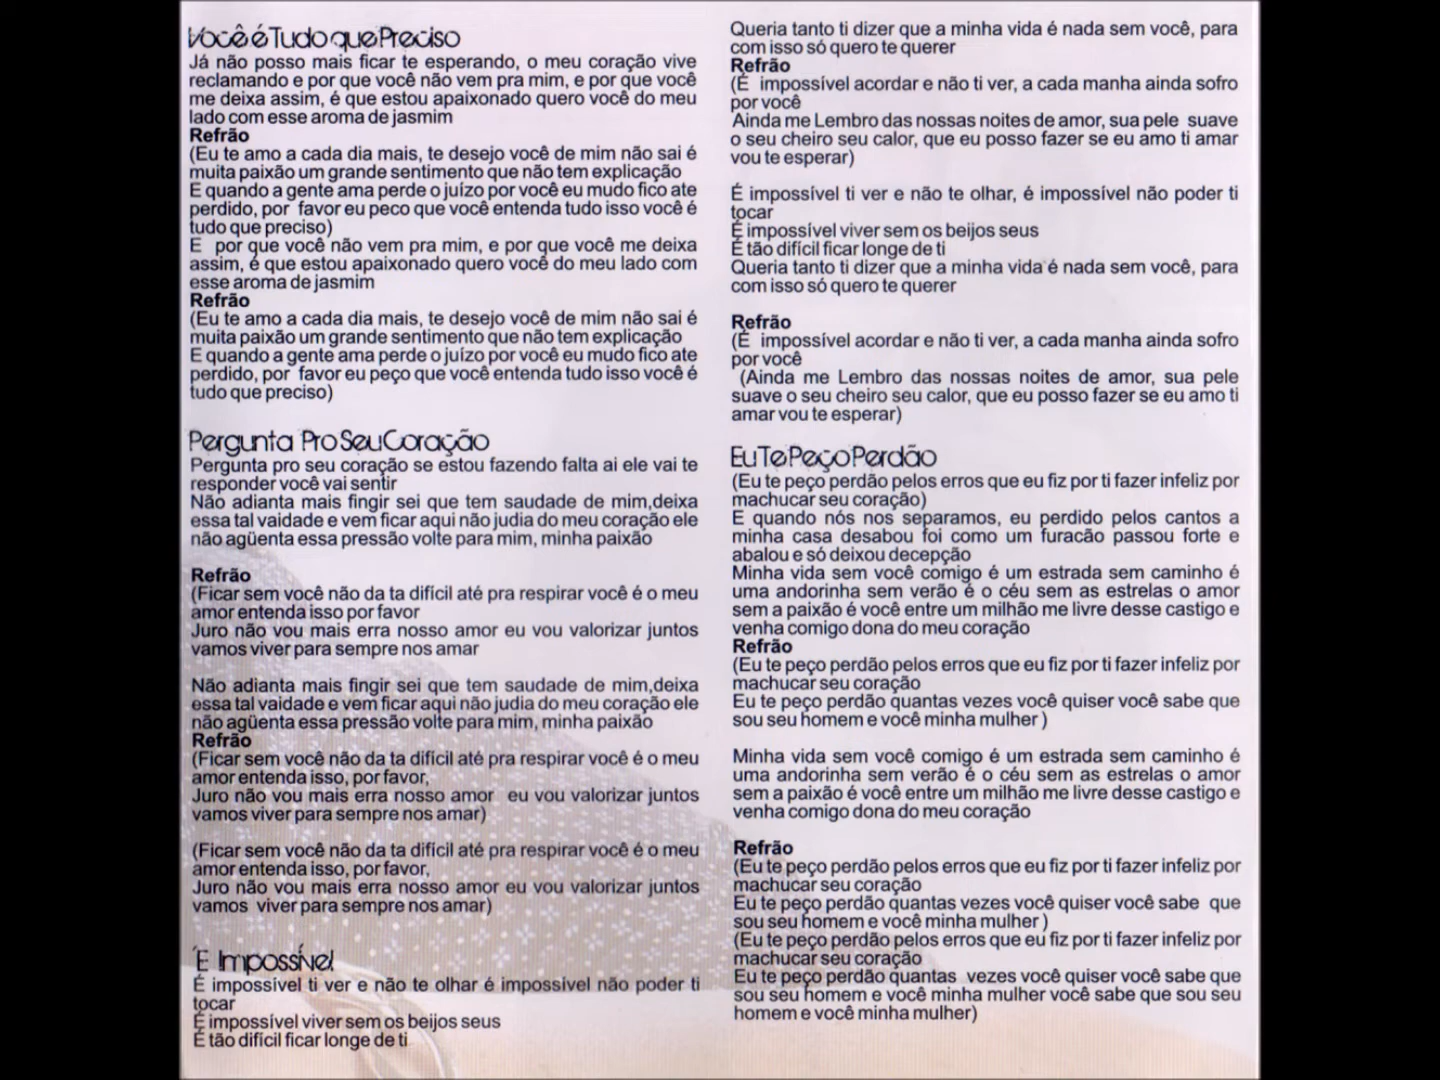 Você é Tudo que Preciso
Já não posso mais ficar te esperando, o meu coração vive
reclamando e por que você não vem pra mim, e por que você
me deixa assim, é que estou apaixonado quero você do meu
lado com esse aroma de jasmim
Refrão
(Eu te amo a cada dia mais, te desejo você de mim não sai é
muita paixão um grande sentimento que não tem explicação
E quando a gente ama perde o juízo por você eu mudo fico ate
perdido, por favor eu peco que você entenda tudo isso você é
tudo que preciso)
E por que você não vem pra mim, e por que você me deixa
assim, é que estou apaixonado quero você do meu lado com
esse aroma de jasmim
Refrão
(Eu te amo a cada dia mais, te desejo você de mim não sai é
muita paixão um grande sentimento que não tem explicação
E quando a gente ama perde o juízo por você eu mudo fico ate
perdido, por favor eu peço que você entenda tudo isso você é
tudo que preciso)
Pergunta Pro Seu Coração
Pergunta pro seu coração se estou fazendo falta ai ele vai te
responder você vai sentir
Não adianta mais fingir sei que tem saudade de mim,deixa
essa tal vaidade e vem ficar aqui não judia do meu coração ele
não agüenta essa pressão volte para mim, minha paixão
Refrão
(Ficar sem você não da ta difícil até pra respirar você é o meu
amor entenda isso por favor
Juro não vou mais erra nosso amor eu vou valorizar juntos
vamos viver para sempre nos amar
Não adianta mais fingir sei que tem saudade de mim,deixa
essa tal vaidade e vem ficar aqui não judia do meu coração ele
não agüenta essa pressão volte para mim, minha paixão
Refrão
(Ficar sem você não da ta difícil até pra respirar você é o meu
amor entenda isso, por favor,
Juro não vou mais erra nosso amor eu vou valorizar juntos
vamos viver para sempre nos amar)
(Ficar sem você não da ta difícil até pra respirar você é o meu
amor entenda isso, por favor,
Juro não vou mais erra nosso amor eu vou valorizar juntos
vamos viver para sempre nos amar)
É Impossível
É impossível ti ver e não te olhar é impossível não poder ti
tocar
É impossível viver sem os beijos seus
É tão difícil ficar longe de ti
Queria tanto ti dizer que a minha vida é nada sem você, para
com isso só quero te querer
Refrão
(É impossível acordar e não ti ver, a cada manha ainda sofro
por você
Ainda me Lembro das nossas noites de amor, sua pele suave
o seu cheiro seu calor, que eu posso fazer se eu amo ti amar
vou te esperar)
É impossível ti ver e não te olhar, é impossível não poder ti
tocar
É impossível viver sem os beijos seus
É tão difícil ficar longe de ti
Queria tanto ti dizer que a minha vida é nada sem você, para
com isso só quero te querer
Refrão
(É impossível acordar e não ti ver, a cada manha ainda sofro
por você
(Ainda me Lembro das nossas noites de amor, sua pele
suave o seu cheiro seu calor, que eu posso fazer se eu amo ti
amar vou te esperar)
Eu Te Peço Perdão
(Eu te peço perdão pelos erros que eu fiz por ti fazer infeliz por
machucar seu coração)
E quando nós nos separamos, eu perdido pelos cantos a
minha casa desabou foi como um furacão passou forte e
abalou e só deixou decepção
Minha vida sem você comigo é um estrada sem caminho é
uma andorinha sem verão é o céu sem as estrelas o amor
sem a paixão é você entre um milhão me livre desse castigo e
venha comigo dona do meu coração
Refrão
(Eu te peço perdão pelos erros que eu fiz por ti fazer infeliz por
machucar seu coração
Eu te peço perdão quantas vezes você quiser você sabe que
sou seu homem e você minha mulher )
Minha vida sem você comigo é um estrada sem caminho é
uma andorinha sem verão é o céu sem as estrelas o amor
sem a paixão é você entre um milhão me livre desse castigo e
venha comigo dona do meu coração
Refrão
(Eu te peço perdão pelos erros que eu fiz por ti fazer infeliz por
machucar seu coração
Eu te peço perdão quantas vezes você quiser você sabe que
sou seu homem e você minha mulher )
(Eu te peço perdão pelos erros que eu fiz por ti fazer infeliz por
machucar seu coração
Eu te peço perdão quantas vezes você quiser você sabe que
sou seu homem e você minha mulher você sabe que sou seu
homem e você minha mulher)